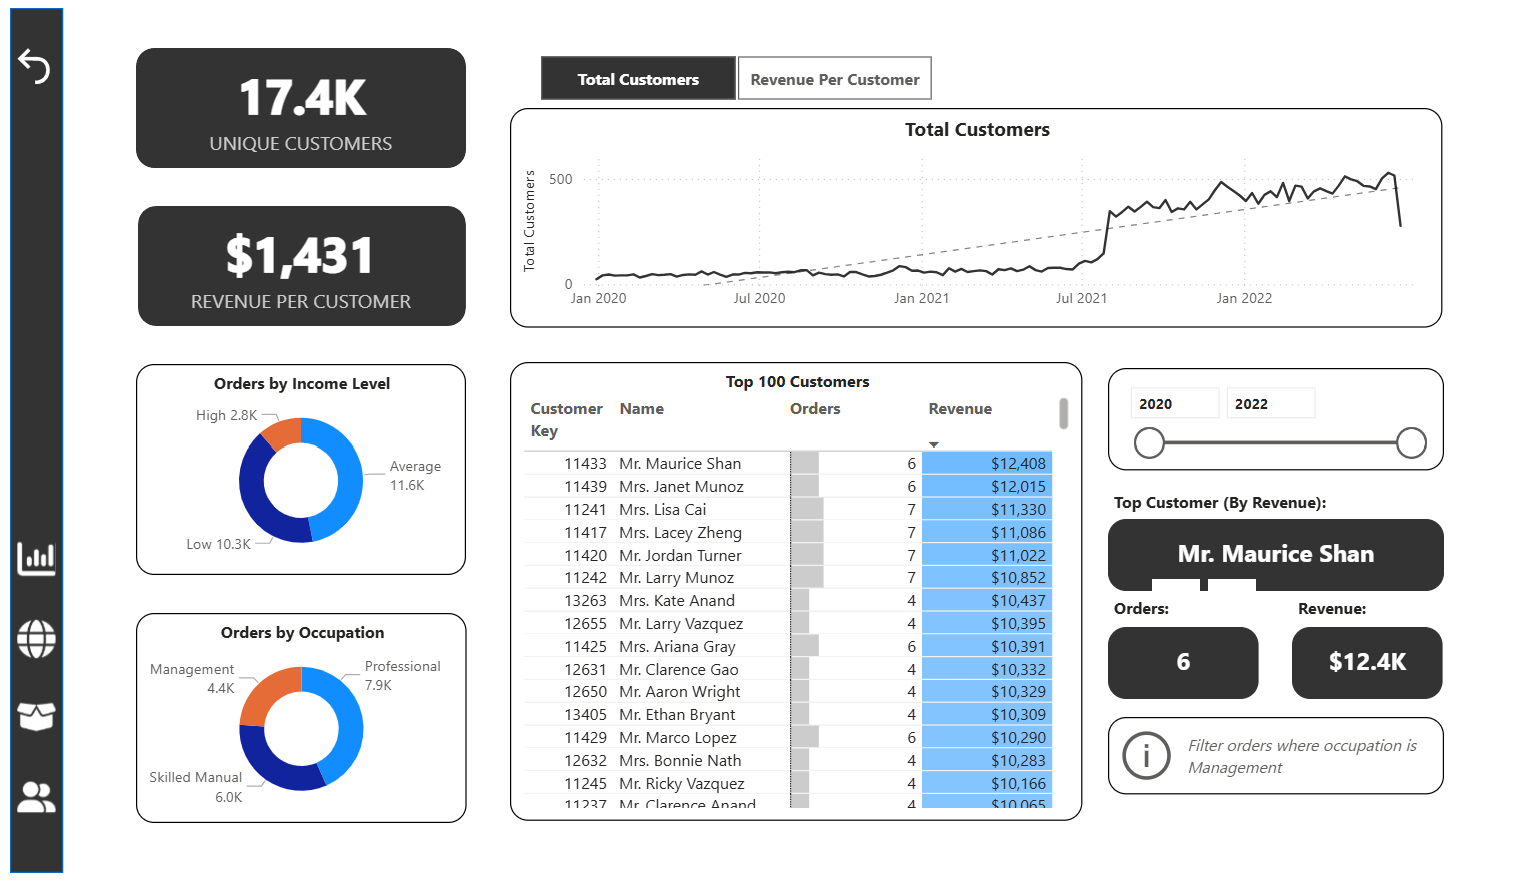 17.4K
UNIQUE CUSTOMERS
$1,431
REVENUE PER CUSTOMER
Total Customers
Revenue Per Customer
Total Customers
Total Customers
500
0
Jan 2020
Jul 2020
Jan 2021
Jul 2021
Jan 2022
Orders by Income Level
High 2.8K
Average
11.6K
Low 10.3K
Orders by Occupation
Management
4.4K
Professional
7.9K
Skilled Manual
6.0K
Top 100 Customers
Customer Key Name Orders Revenue
11433 Mr. Maurice Shan 6 $12,408
11439 Mrs. Janet Munoz 6 $12,015
11241 Mrs. Lisa Cai 7 $11,330
11417 Mrs. Lacey Zheng 7 $11,086
11420 Mr. Jordan Turner 7 $11,022
11242 Mr. Larry Munoz 7 $10,852
13263 Mrs. Kate Anand 4 $10,437
12655 Mr. Larry Vazquez 4 $10,395
11425 Mrs. Ariana Gray 6 $10,391
12631 Mr. Clarence Gao 4 $10,332
12650 Mr. Aaron Wright 4 $10,329
13405 Mr. Ethan Bryant 4 $10,309
11429 Mr. Marco Lopez 6 $10,290
12632 Mrs. Bonnie Nath 4 $10,283
11245 Mr. Ricky Vazquez 4 $10,166
11237 Mr. Clarence Anand 4 $10,065
2020
2022
Top Customer (By Revenue):
Mr. Maurice Shan
Orders:
Revenue:
6
$12.4K
Filter orders where occupation is
Management